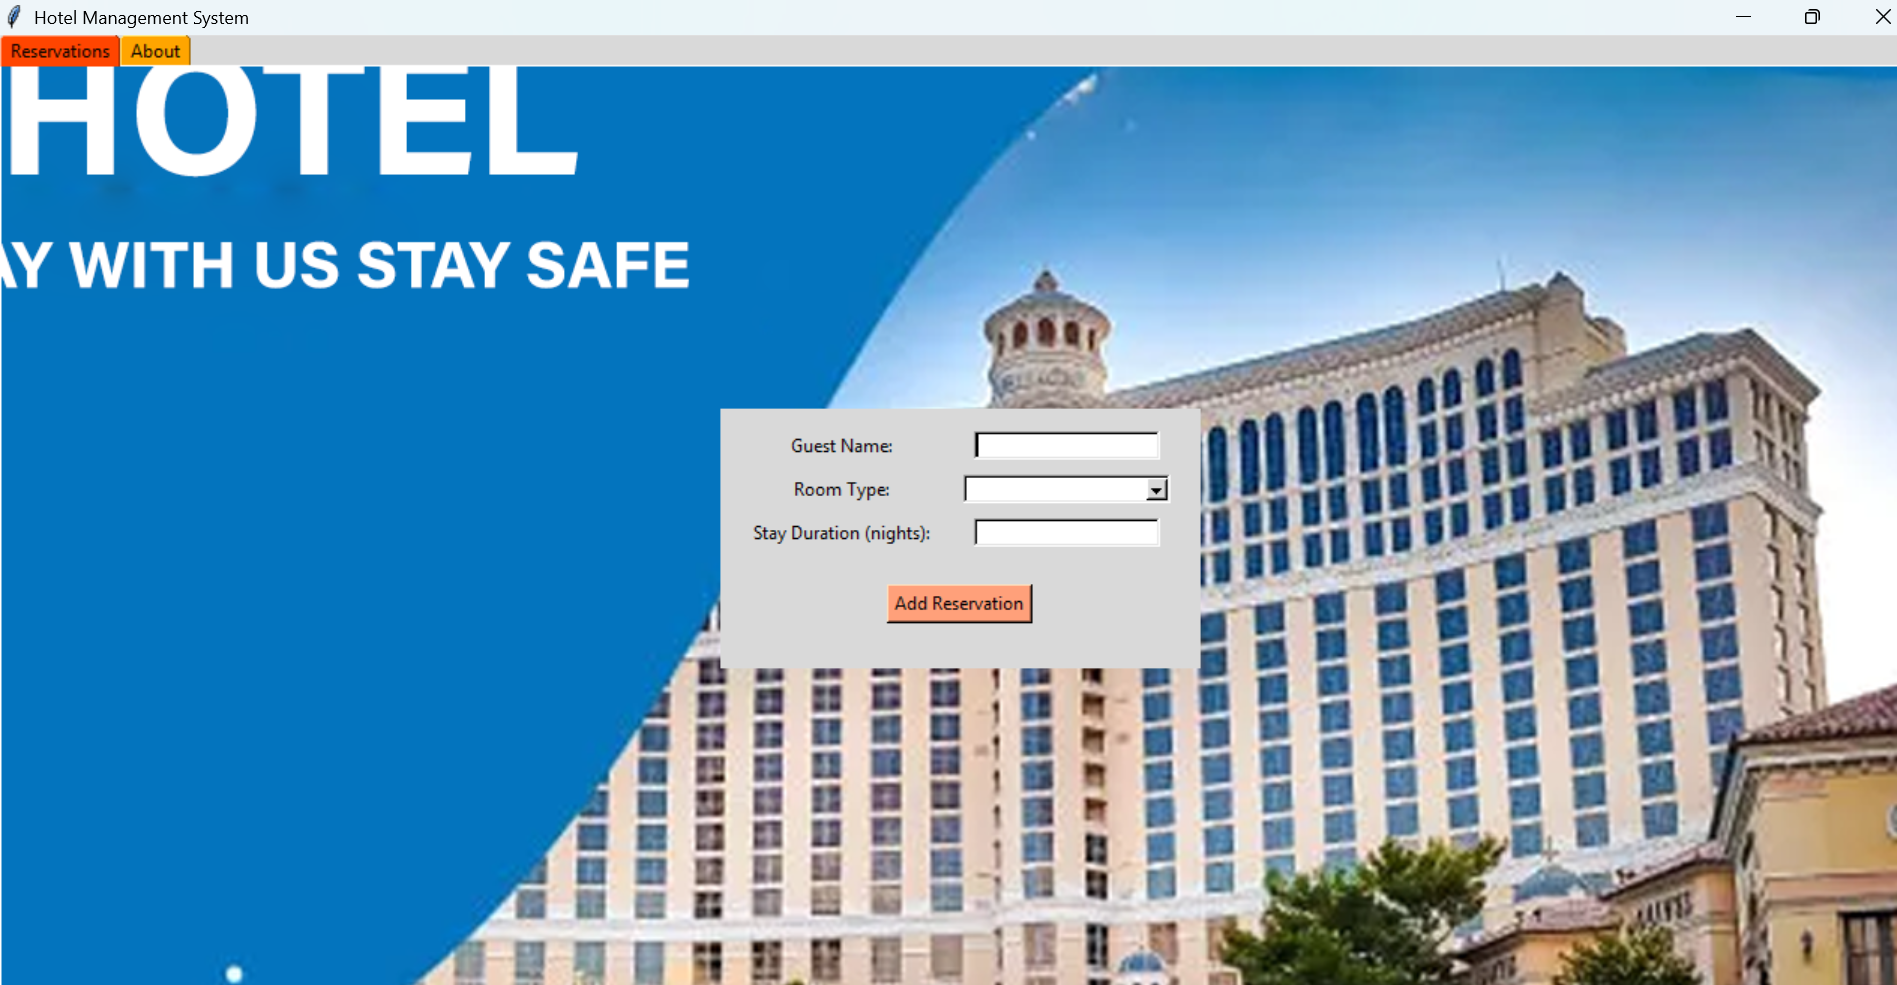 Hotel Management System
Reservations About
HOTEL
AY WITH US STAY SAFE
Guest Name:
Room Type:
Stay Duration (nights):
Add Reservation